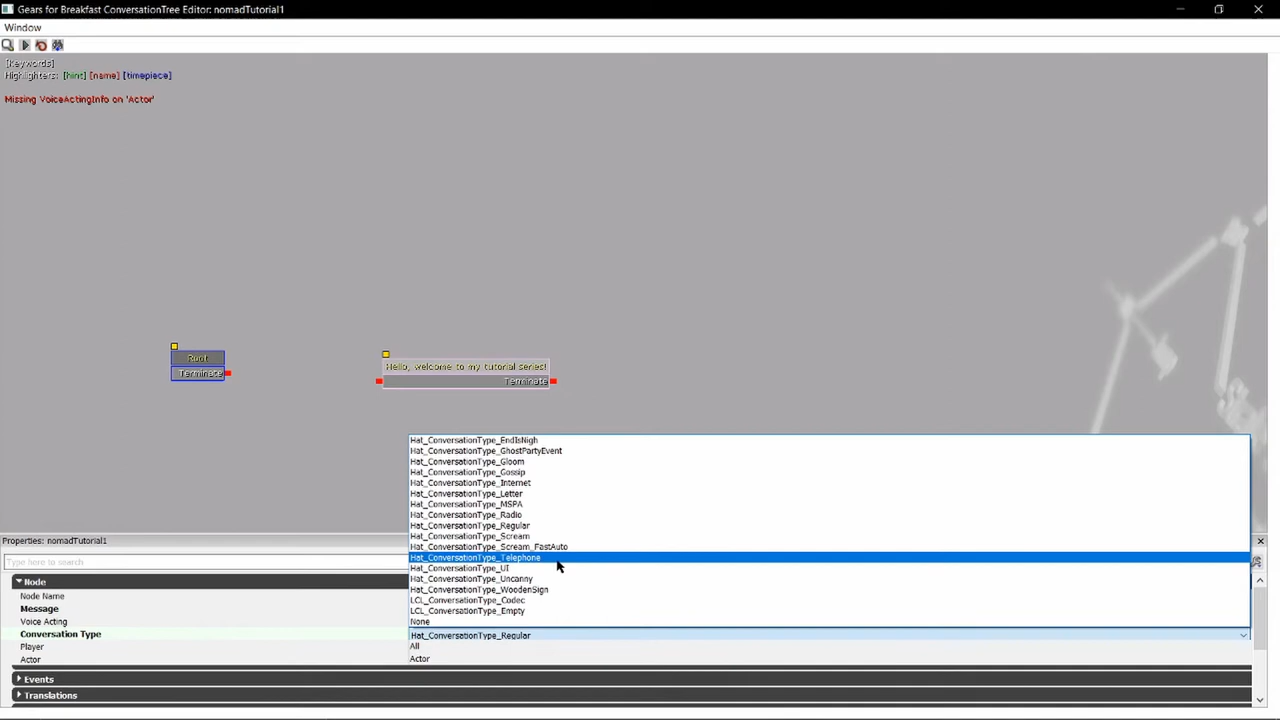 Gears for Breakfast ConversationTree Editor: nomadTutorial1
Window
[Keywords]
Highlighters: [hint] [name] [timepiece]
Missing VoiceActingInfo on 'Actor'
Root
Terminate
Hello, welcome to my tutorial series!
Terminate
Hat_ConversationType_EndIsNigh
Hat_ConversationType_GhostPartyEvent
Hat_ConversationType_Gloom
Hat_ConversationType_Gossip
Hat_ConversationType_Internet
Hat_ConversationType_Letter
Hat_ConversationType_MSPA
Hat_ConversationType_Radio
Hat_ConversationType_Regular
Hat_ConversationType_Scream
Hat_ConversationType_Scream_FastAuto
Hat_ConversationType_Telephone
Hat_ConversationType_UI
Hat_ConversationType_Uncanny
Hat_ConversationType_WoodenSign
LCL_ConversationType_Codec
LCL_ConversationType_Empty
None
Properties: nomadTutorial1
Type here to search
Node
Node Name
Message
Voice Acting
Conversation Type Hat_ConversationType_Regular
Player All
Actor Actor
Events
Translations